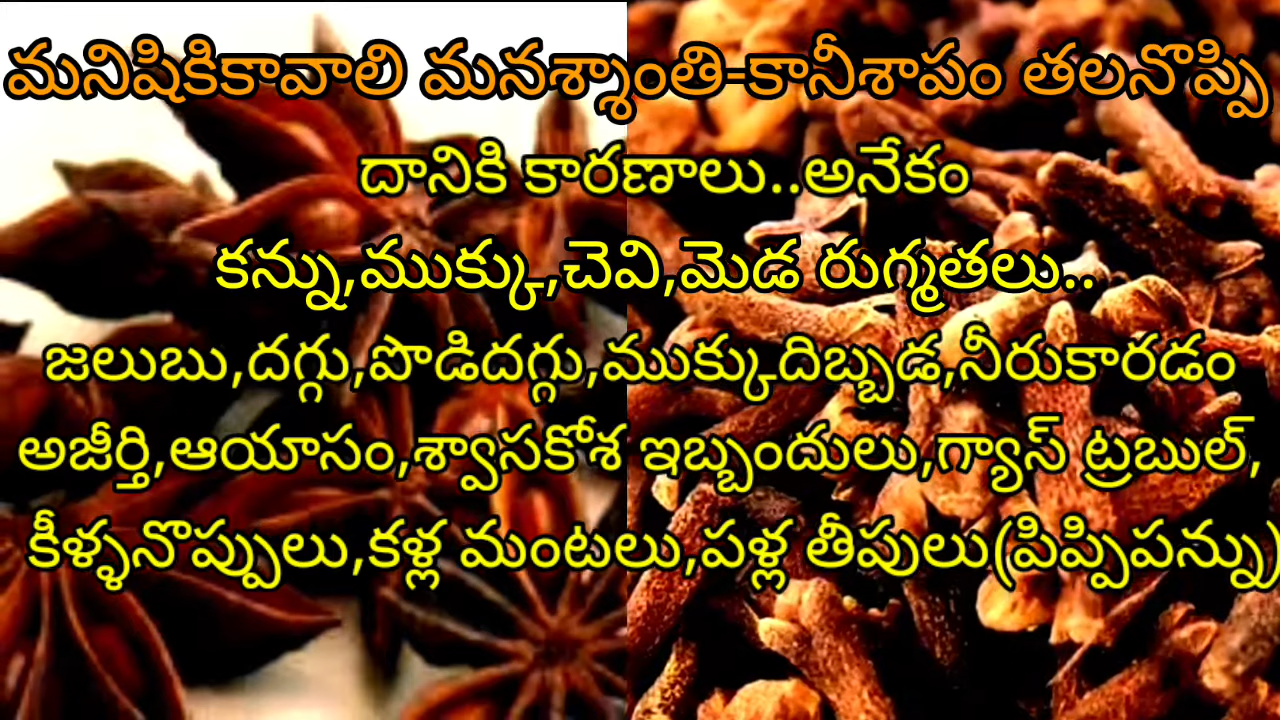 మనిషికికావాలి మనశ్శాంతి-కానీశాపం తలనొప్పి
దానికి కారణాలు..అనేకం
కన్ను,ముక్కు,చెవి,మెడ రుగ్మతలు..
జలుబు,దగ్గు,పొడిదగ్గు,ముక్కుదిబ్బడ,నీరుకారడం
అజీర్తి,ఆయాసం,శ్వాసకోశ ఇబ్బందులు,గ్యాస్ ట్రబుల్,
కీళ్ళనొప్పులు,కళ్ల మంటలు,పళ్ల తీపులు(పిప్పిపన్ను)